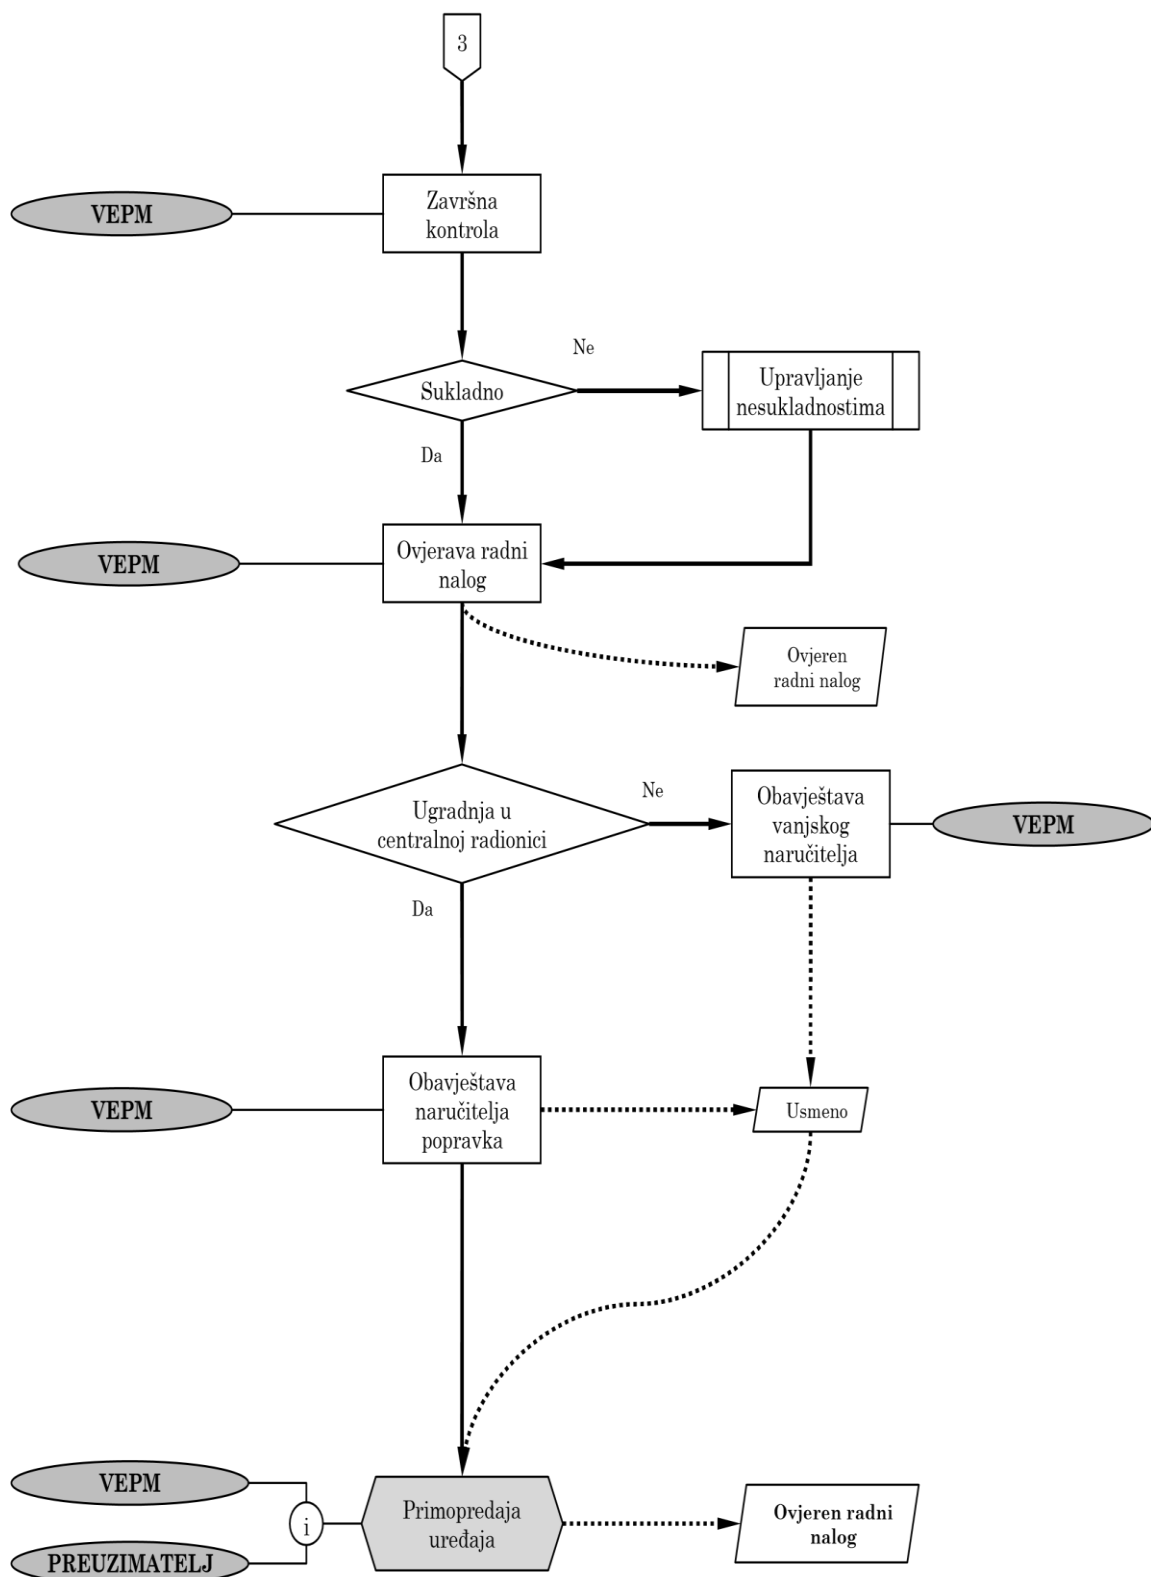 3
VEPM
Završna
kontrola
Ne
Sukladno
Upravljanje
nesukladnostima
Da
VEPM
Ovjerava radni
nalog
Ovjeren
radni nalog
Ugradnja u
centralnoj radionici
Ne
Obavještava
vanjskog
naručitelja
VEPM
Da
VEPM
Obavještava
naručitelja
popravka
Usmeno
VEPM
i
PREUZIMATELJ
Primopredaja
uređaja
Ovjeren radni
nalog